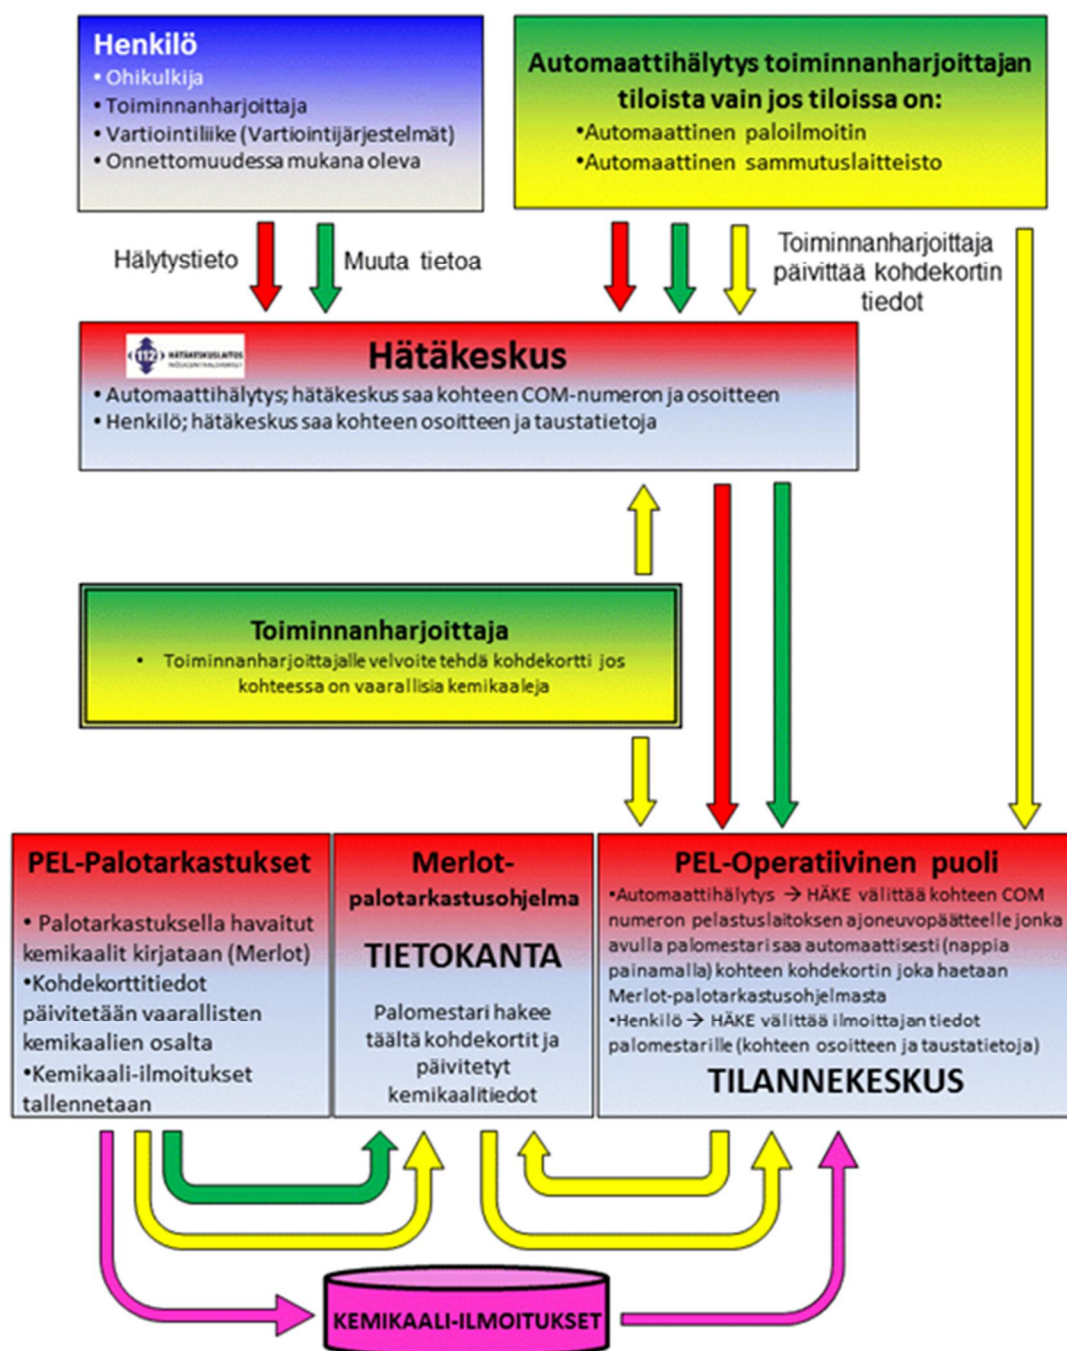 Henkilö
• Ohikulkija
• Toiminnanharjoittaja
• Vartiointiliike (Vartiointijärjestelmät)
• Onnettomuudessa mukana oleva
Automaattihälytys toiminnanharjoittajan
tiloista vain jos tiloissa on:
•Automaattinen paloilmoitin
•Automaattinen sammutuslaitteisto
Hälytystieto
Muuta tietoa
Toiminnanharjoittaja
päivittää kohdekortin
tiedot
112
HÄTÄKESKUSLAITOS
Hätäkeskus
• Automaattihälytys; hätäkeskus saa kohteen COM-numeron ja osoitteen
• Henkilö; hätäkeskus saa kohteen osoitteen ja taustatietoja
Toiminnanharjoittaja
• Toiminnanharjoittajalle velvoite tehdä kohdekortti jos
kohteessa on vaarallisia kemikaaleja
PEL-Palotarkastukset
• Palotarkastuksella havaitut
kemikaalit kirjataan (Merlot)
•Kohdekorttitiedot
päivitetään vaarallisten
kemikaalien osalta
•Kemikaali-ilmoitukset
tallennetaan
Merlot-
palotarkastusohjelma
TIETOKANTA
Palomestari hakee
täältä kohdekortit ja
päivitetyt
kemikaalitiedot
PEL-Operatiivinen puoli
•Automaattihälytys → HÄKE välittää kohteen COM
numeron pelastuslaitoksen ajoneuvopäätteelle jonka
avulla palomestari saa automaattisesti (nappia
painamalla) kohteen kohdekortin joka haetaan
Merlot-palotarkastusohjelmasta
•Henkilö → HÄKE välittää ilmoittajan tiedot
palomestarille (kohteen osoitteen ja taustatietoja)
TILANNEKESKUS
KEMIKAALI-ILMOITUKSET